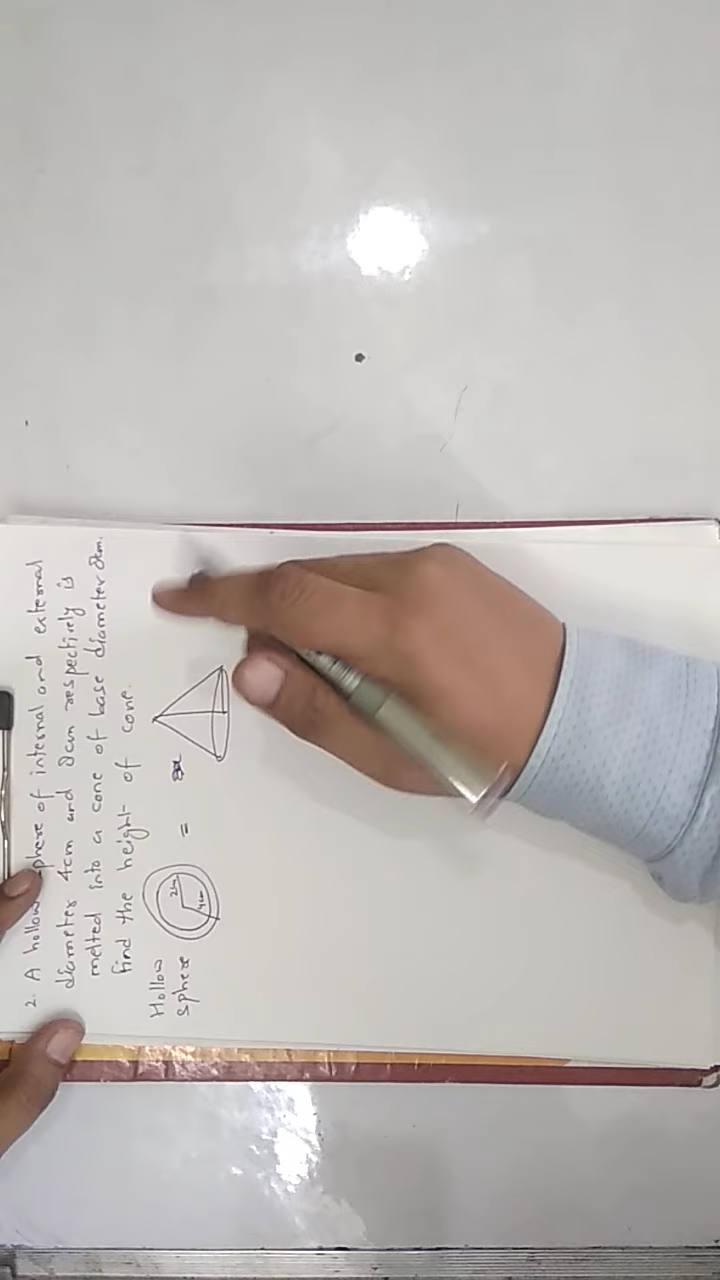 2. A hollow sphere of internal and external
diameter 4cm and 8cm respectively is
melted into a cone of base diameter 8cm.
find the height of cone.
Hollow
sphere
2cm
4cm
=